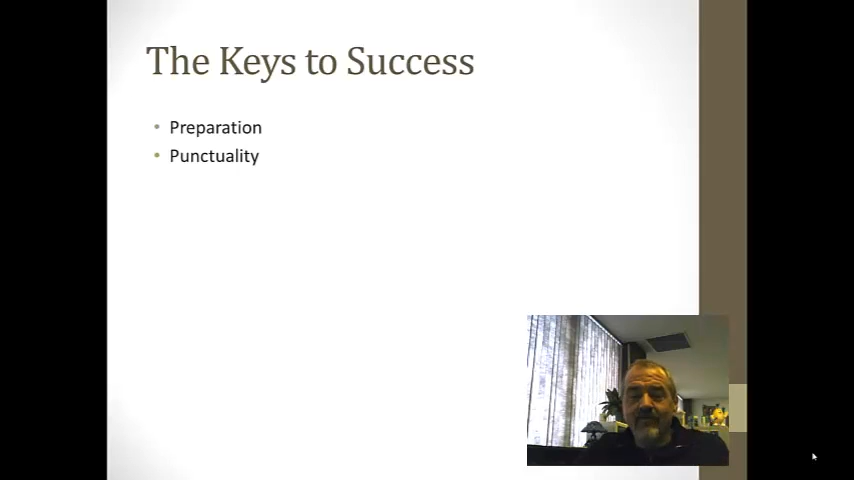 The Keys to Success
• Preparation
• Punctuality